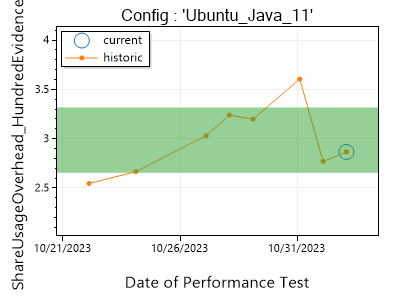 Config : 'Ubuntu_Java_11'
ShareUsageOverhead_HundredEvidence
current
historic
4
3.5
3
2.5
10/21/2023
10/26/2023
10/31/2023
Date of Performance Test